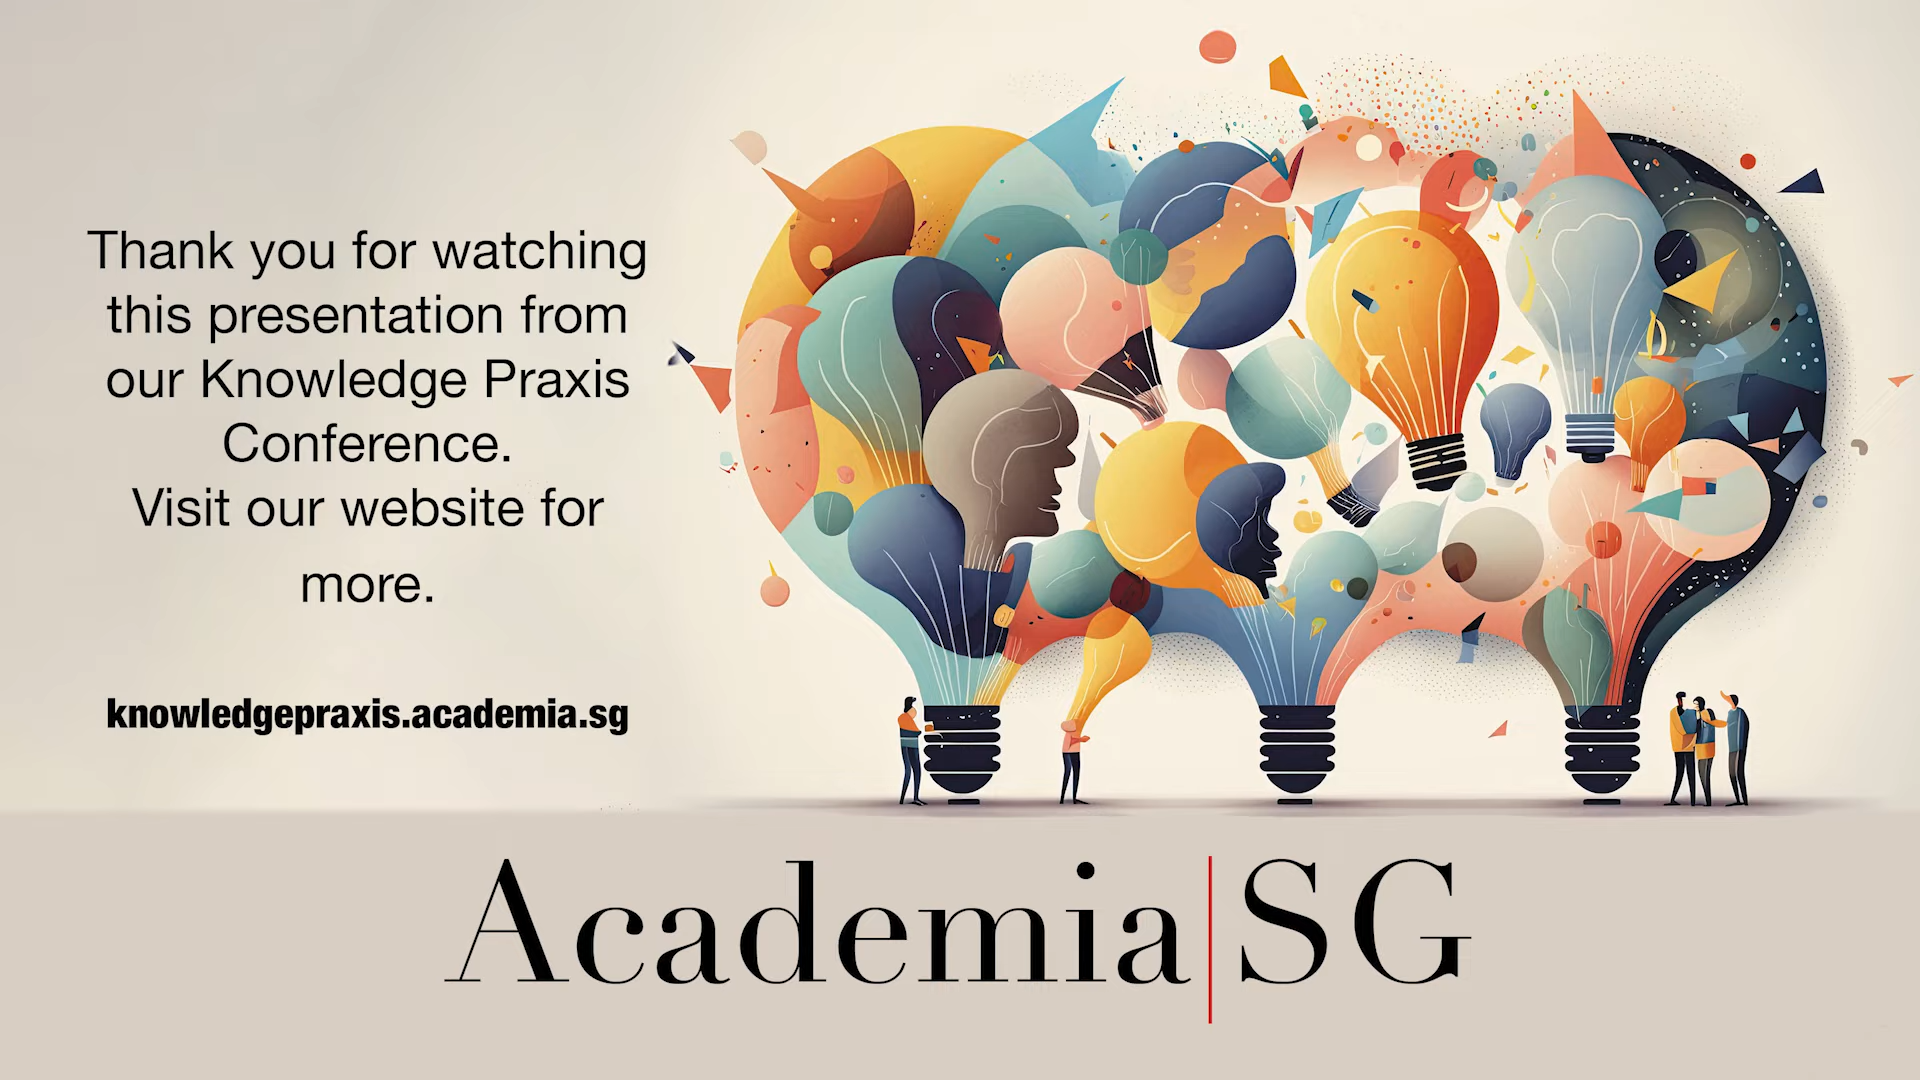 Thank you for watching
this presentation from
our Knowledge Praxis
Conference.
Visit our website for
more.
knowledgepraxis.academia.sg
Academia|SG